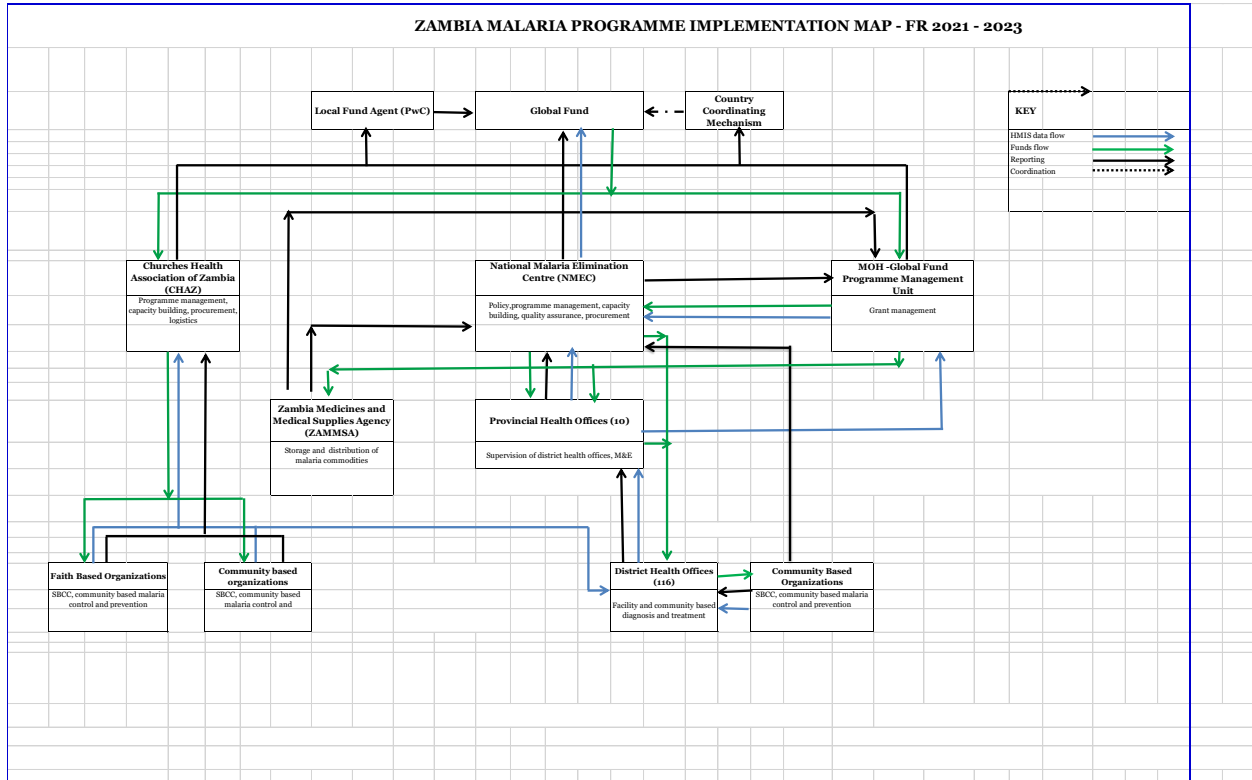 ZAMBIA MALARIA PROGRAMME IMPLEMENTATION MAP - FR 2021 - 2023
Local Fund Agent (PwC)
Global Fund
Country
Coordinating
Mechanism
KEY
HMIS data flow
Funds flow
Reporting
Coordination
Churches Health
Association of Zambia
(CHAZ)
Programme management,
capacity building, procurement,
logistics
National Malaria Elimination
Centre (NMEC)
Policy,programme management, capacity
building, quality assurance, procurement
MOH -Global Fund
Programme Management
Unit
Grant management
Zambia Medicines and
Medical Supplies Agency
(ZAMMSA)
Storage and distribution of
malaria commodities
Provincial Health Offices (10)
Supervision of district health offices, M&E
Faith Based Organizations
SBCC, community based malaria
control and prevention
Community based
organizations
SBCC, community based
malaria control and
District Health Offices
(116)
Facility and community based
diagnosis and treatment
Community Based
Organizations
SBCC, community based malaria
control and prevention